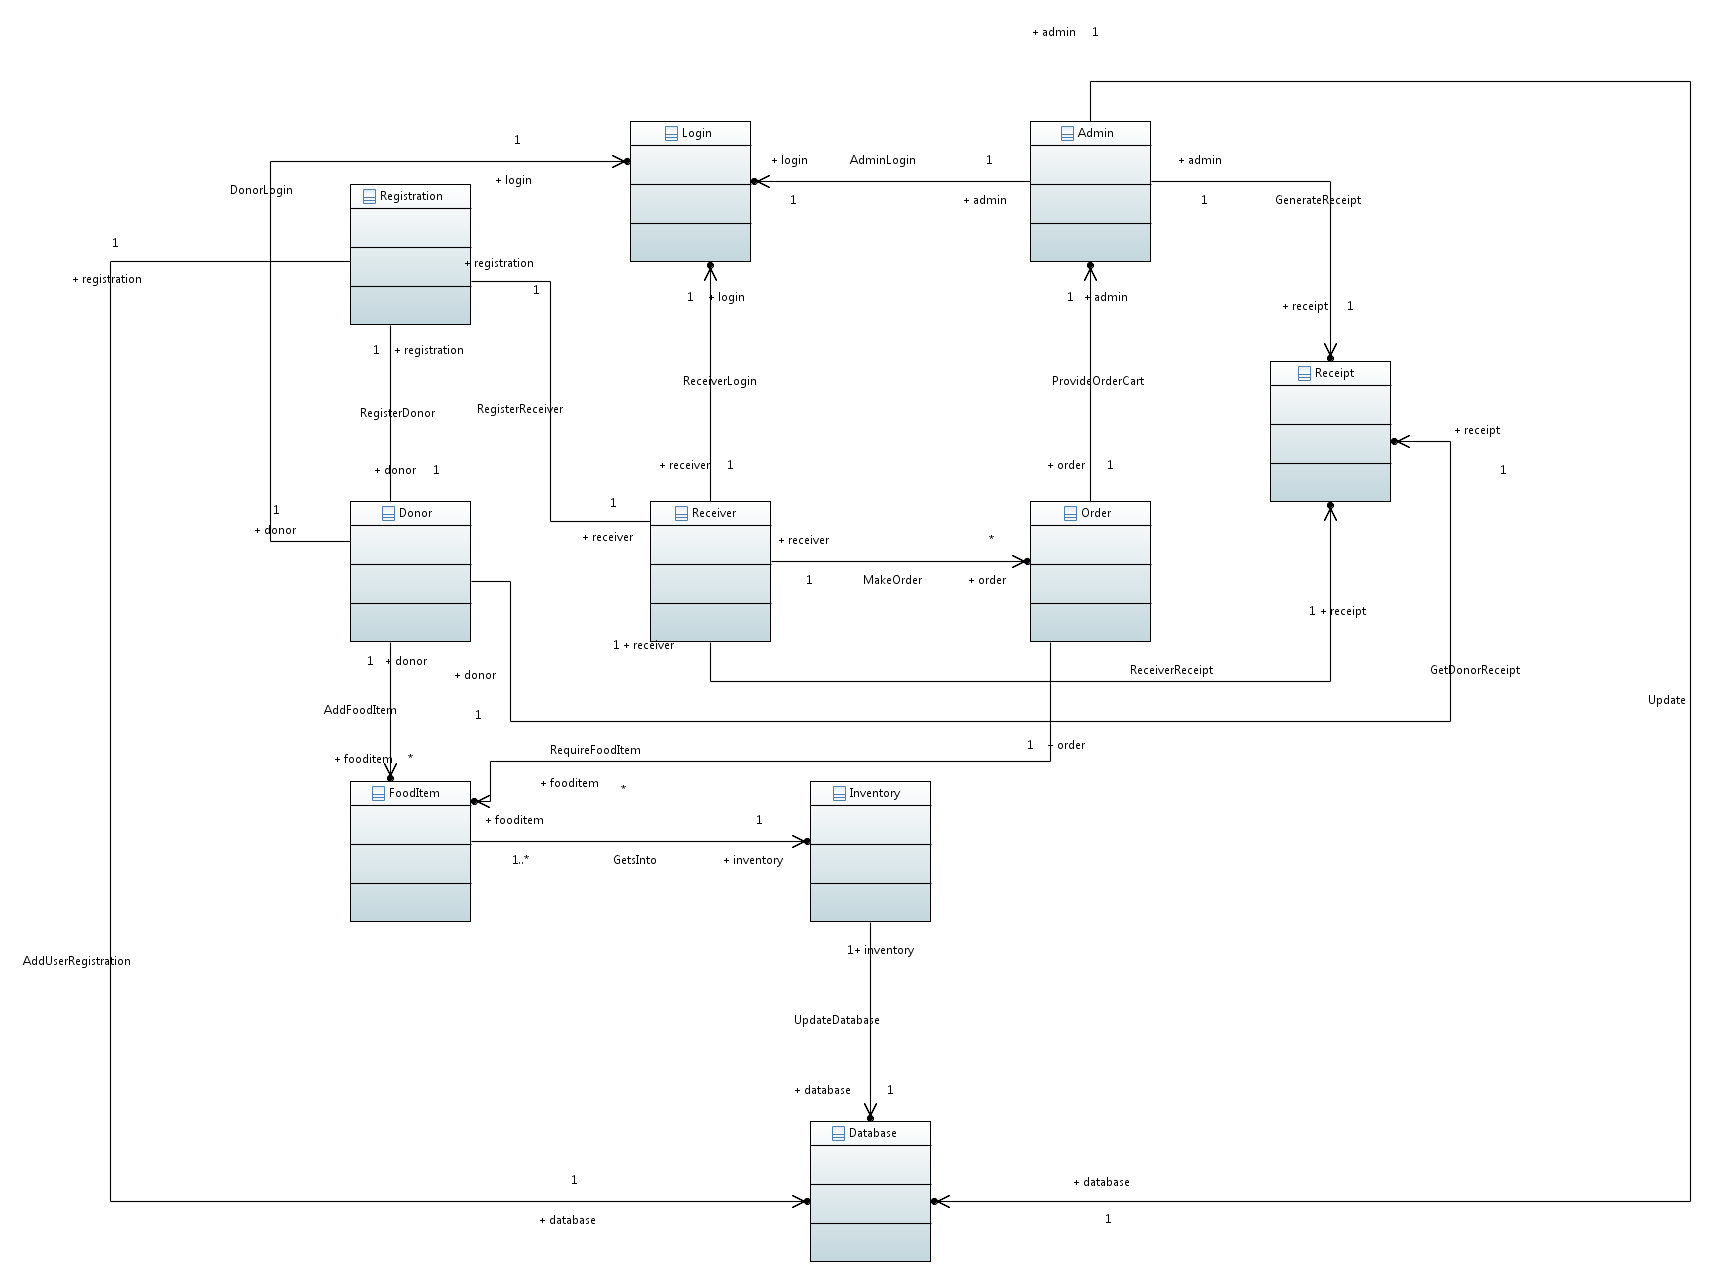 + admin 1
Login
Admin
1
+ login AdminLogin 1
+ admin
+ login
1
+ admin
1
GenerateReceipt
DonorLogin
Registration
1
+ registration
+ registration
1
1 + login
1 + admin
+ receipt 1
1 + registration
Receipt
ReceiverLogin
ProvideOrderCart
RegisterDonor
RegisterReceiver
+ receipt
1
+ donor 1
+ receiver 1
+ order 1
1
+ donor
Donor
1
+ receiver
Receiver
Order
+ receiver
*
1
MakeOrder
+ order
1 + receipt
1 + receiver
1 + donor
+ donor
1
ReceiverReceipt
GetDonorReceipt
Update
AddFoodItem
+ fooditem *
RequireFoodItem
1 + order
+ fooditem *
FoodItem
Inventory
+ fooditem
1
1..*
GetsInto
+ inventory
1 + inventory
AddUserRegistration
UpdateDatabase
+ database 1
Database
1
+ database
+ database
1